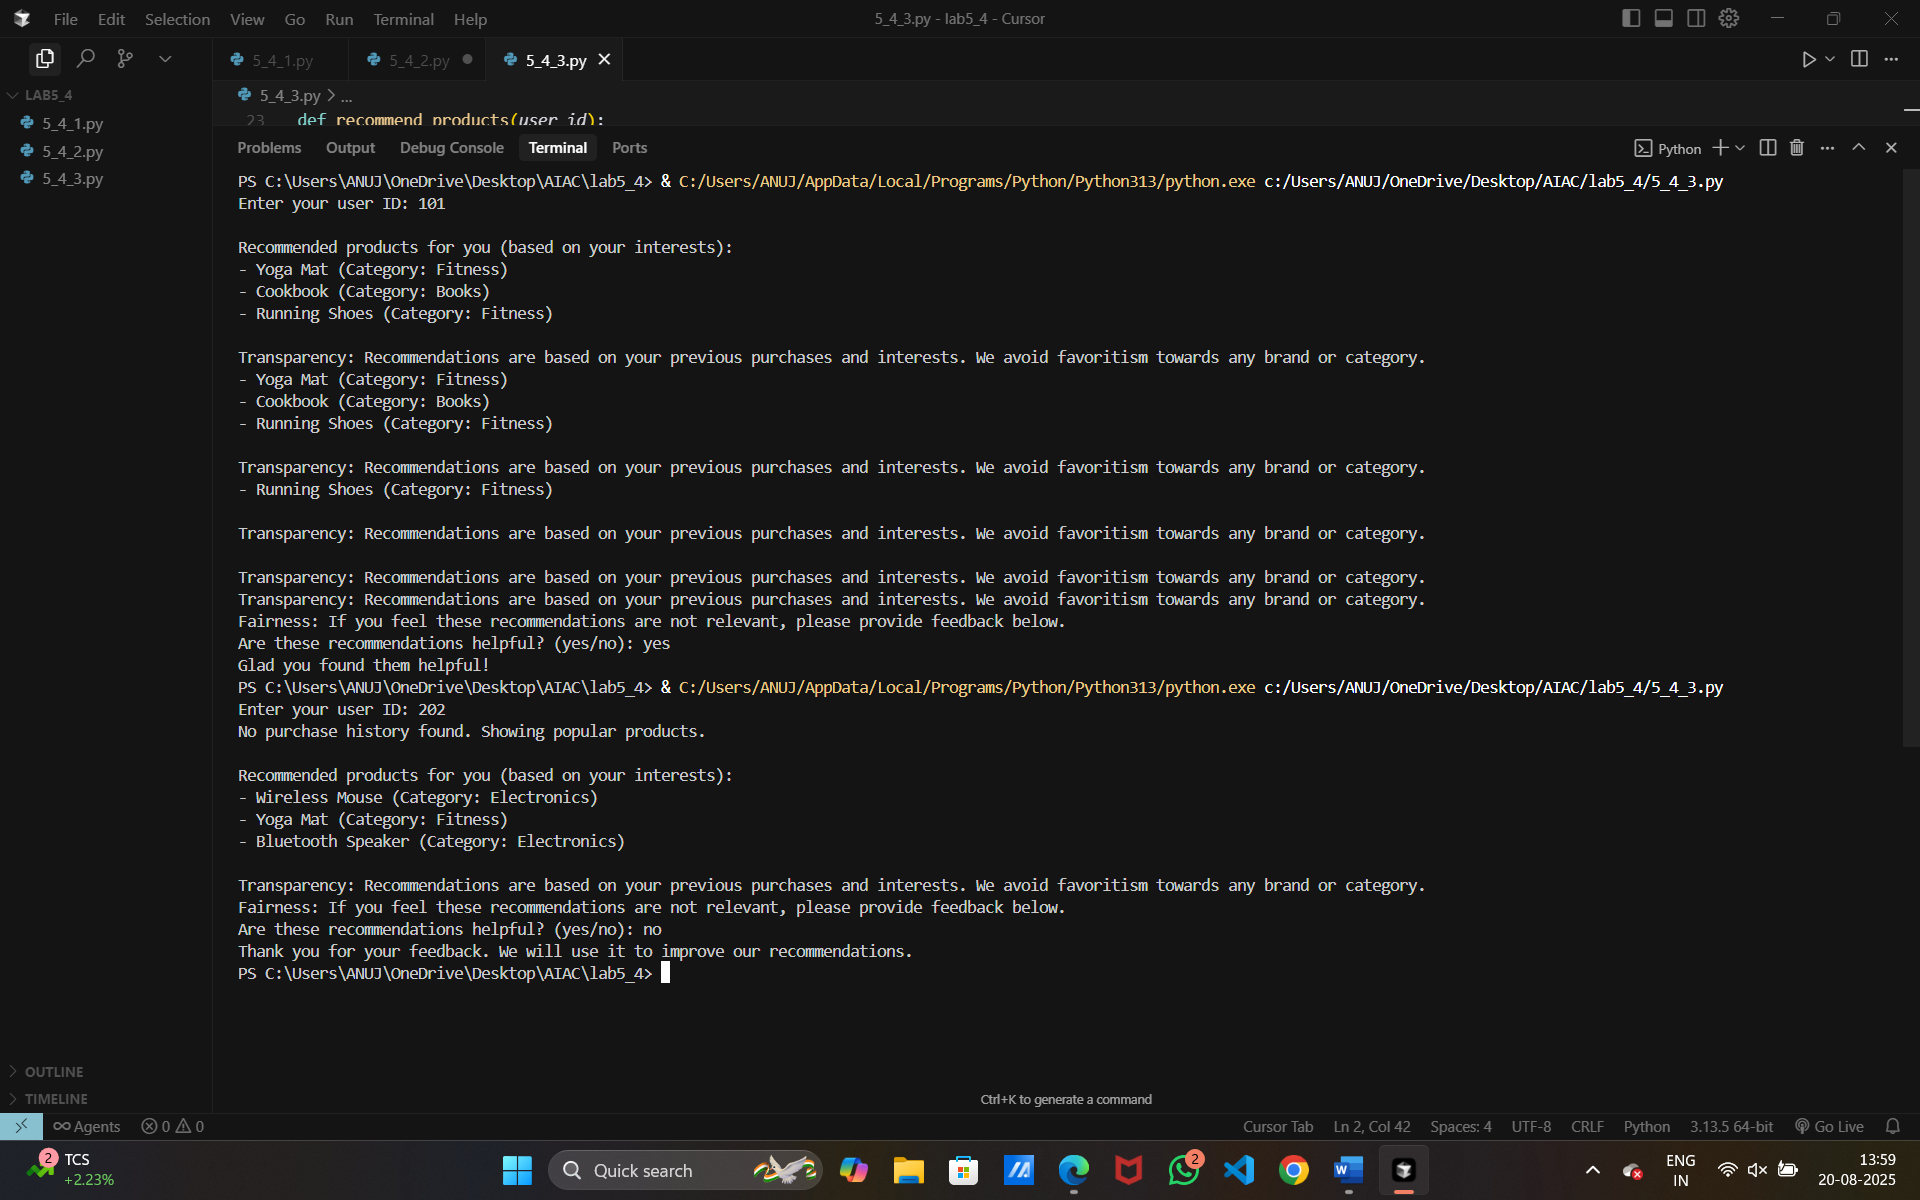 File Edit Selection View Go Run Terminal Help
5_4_3.py - lab5_4 - Cursor
5_4_1.py
5_4_2.py
5_4_3.py
LAB5_4
5_4_1.py
5_4_2.py
5_4_3.py
5_4_3.py > ...
23 def recommend_products(user_id):
Problems Output Debug Console Terminal Ports
Python
PS C:\Users\ANUJ\OneDrive\Desktop\AIAC\lab5_4> & C:/Users/ANUJ/AppData/Local/Programs/Python/Python313/python.exe c:/Users/ANUJ/OneDrive/Desktop/AIAC/lab5_4/5_4_3.py
Enter your user ID: 101
Recommended products for you (based on your interests):
- Yoga Mat (Category: Fitness)
- Cookbook (Category: Books)
- Running Shoes (Category: Fitness)
Transparency: Recommendations are based on your previous purchases and interests. We avoid favoritism towards any brand or category.
- Yoga Mat (Category: Fitness)
- Cookbook (Category: Books)
- Running Shoes (Category: Fitness)
Transparency: Recommendations are based on your previous purchases and interests. We avoid favoritism towards any brand or category.
- Running Shoes (Category: Fitness)
Transparency: Recommendations are based on your previous purchases and interests. We avoid favoritism towards any brand or category.
Transparency: Recommendations are based on your previous purchases and interests. We avoid favoritism towards any brand or category.
Transparency: Recommendations are based on your previous purchases and interests. We avoid favoritism towards any brand or category.
Fairness: If you feel these recommendations are not relevant, please provide feedback below.
Are these recommendations helpful? (yes/no): yes
Glad you found them helpful!
PS C:\Users\ANUJ\OneDrive\Desktop\AIAC\lab5_4> & C:/Users/ANUJ/AppData/Local/Programs/Python/Python313/python.exe c:/Users/ANUJ/OneDrive/Desktop/AIAC/lab5_4/5_4_3.py
Enter your user ID: 202
No purchase history found. Showing popular products.
Recommended products for you (based on your interests):
- Wireless Mouse (Category: Electronics)
- Yoga Mat (Category: Fitness)
- Bluetooth Speaker (Category: Electronics)
Transparency: Recommendations are based on your previous purchases and interests. We avoid favoritism towards any brand or category.
Fairness: If you feel these recommendations are not relevant, please provide feedback below.
Are these recommendations helpful? (yes/no): no
Thank you for your feedback. We will use it to improve our recommendations.
PS C:\Users\ANUJ\OneDrive\Desktop\AIAC\lab5_4>
OUTLINE
TIMELINE
Ctrl+K to generate a command
Agents 0 0
Cursor Tab Ln 2, Col 42 Spaces: 4 UTF-8 CRLF Python 3.13.5 64-bit Go Live
2
TCS
+2.23%
Quick search
2
ENG
IN
13:59
20-08-2025